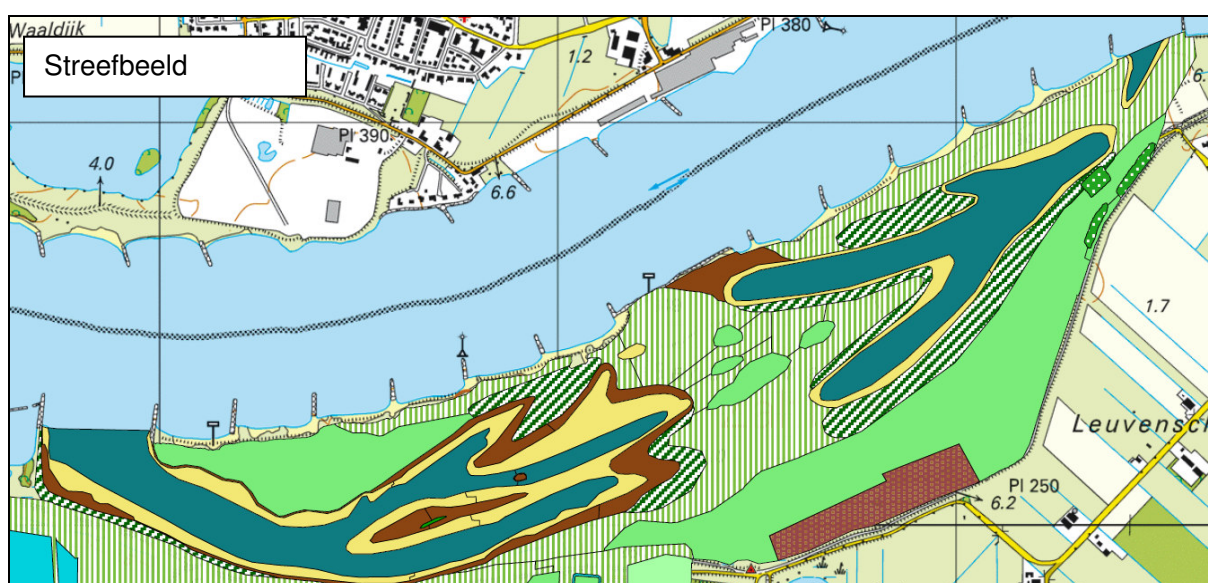 Waaldijk
Streefbeeld
Pl 380
1.2
6.
Pl 390
4.0
6.6
1.7
Leuvensch
Pl 250
6.2